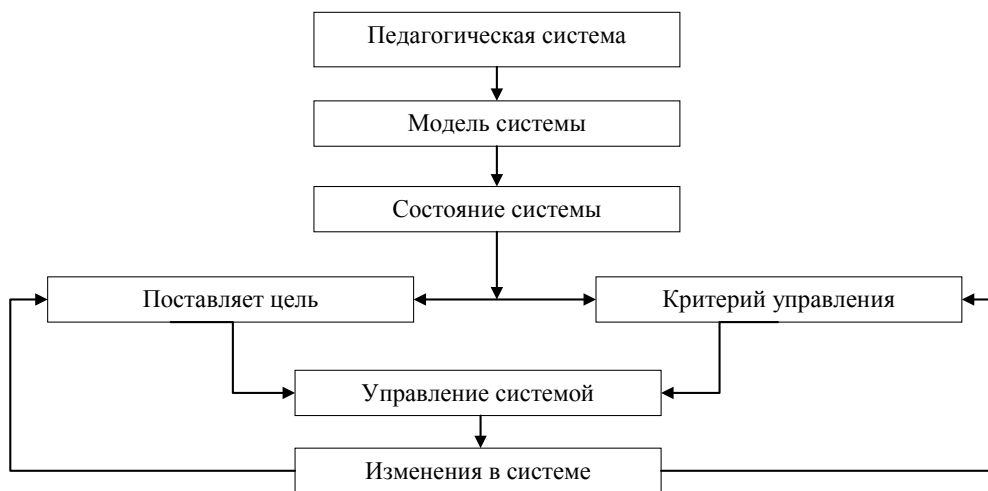 Педагогическая система
Модель системы
Состояние системы
Поставляет цель
Критерий управления
Управление системой
Изменения в системе